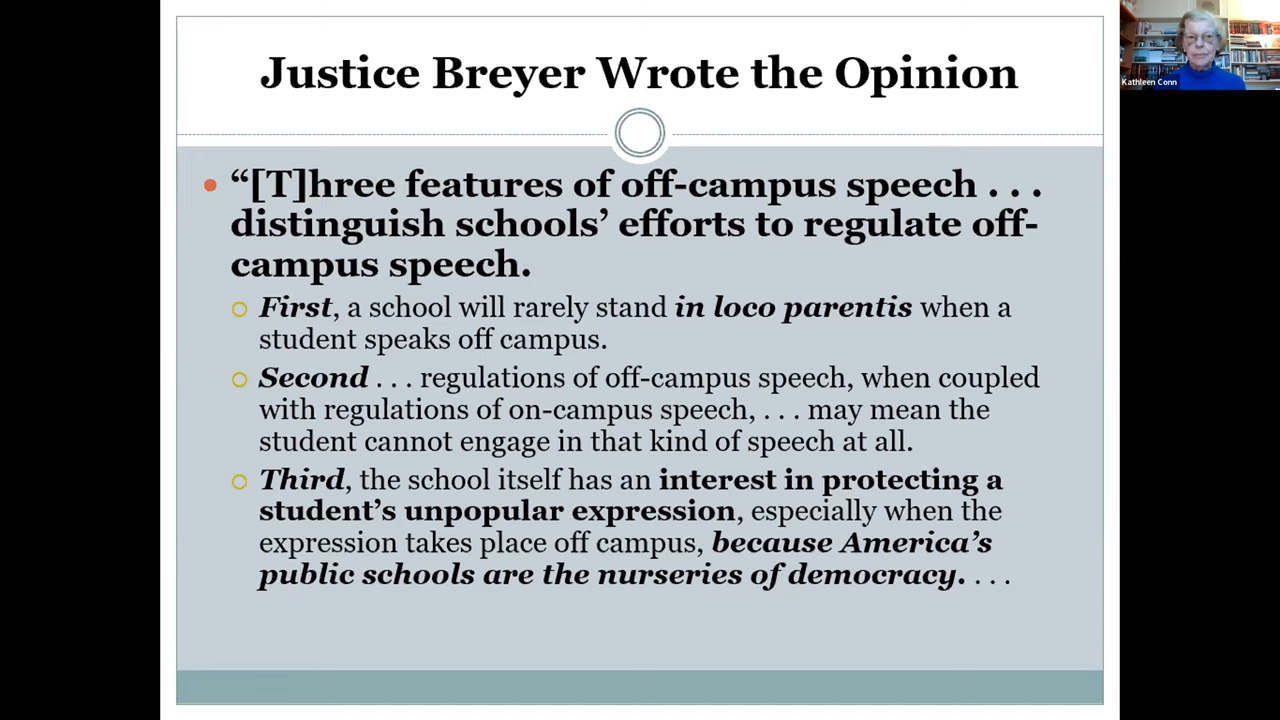 Justice Breyer Wrote the Opinion
“[T]hree features of off-campus speech . . .
distinguish schools’ efforts to regulate off-
campus speech.
First, a school will rarely stand in loco parentis when a
student speaks off campus.
Second . . . regulations of off-campus speech, when coupled
with regulations of on-campus speech, . . . may mean the
student cannot engage in that kind of speech at all.
Third, the school itself has an interest in protecting a
student’s unpopular expression, especially when the
expression takes place off campus, because America’s
public schools are the nurseries of democracy. . . .
Kathleen Conn